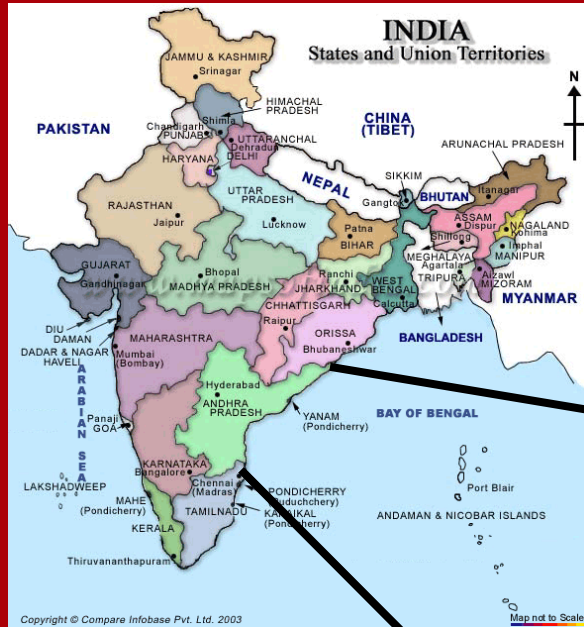 INDIA
States and Union Territories
JAMMU & KASHMIR
Srinagar
N
HIMACHAL
PRADESH
Shimla
CHINA
(TIBET)
PAKISTAN
Chandigarh
PUNJAB
UTTARANCHAL
Dehradun
ARUNACHAL PRADESH
HARYANA
DELHI
NEPAL
SIKKIM
Gangtok
BHUTAN
Itanagar
RAJASTHAN
Jaipur
UTTAR
PRADESH
Lucknow
ASSAM
Dispur
NAGALAND
Kohima
Patna
BIHAR
Shillong
MEGHALAYA
Imphal
MANIPUR
GUJARAT
Gandhinagar
Bhopal
MADHYA PRADESH
Ranchi
JHARKHAND
WEST
BENGAL
Calcutta
Agartala
TRIPURA
Aizawl
MIZORAM
MYANMAR
CHHATTISGARH
Raipur
DIU
DAMAN
DADAR & NAGAR
HAVELI
MAHARASHTRA
Mumbai
(Bombay)
ORISSA
Bhubaneshwar
BANGLADESH
ARABIAN SEA
Hyderabad
ANDHRA
PRADESH
YANAM
(Pondicherry)
BAY OF BENGAL
Panaji
GOA
KARNATAKA
Bangalore
Chennai
(Madras)
PONDICHERRY
(Puduchchery)
LAKSHADWEEP
MAHE
(Pondicherry)
TAMILNADU
KARAIKAL
(Pondicherry)
Port Blair
ANDAMAN & NICOBAR ISLANDS
KERALA
Thiruvananthapuram
Copyright © Compare Infobase Pvt. Ltd. 2003
Map not to Scale